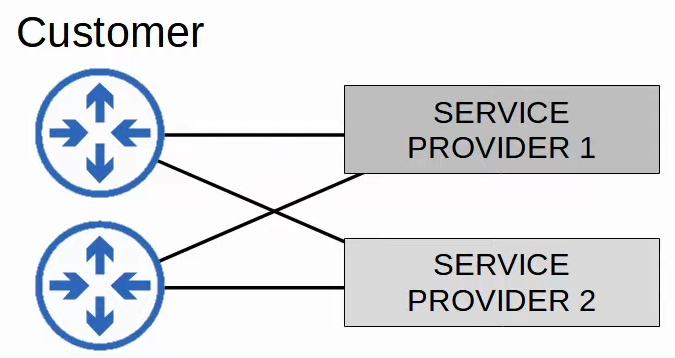 Customer
SERVICE
PROVIDER 1
SERVICE
PROVIDER 2